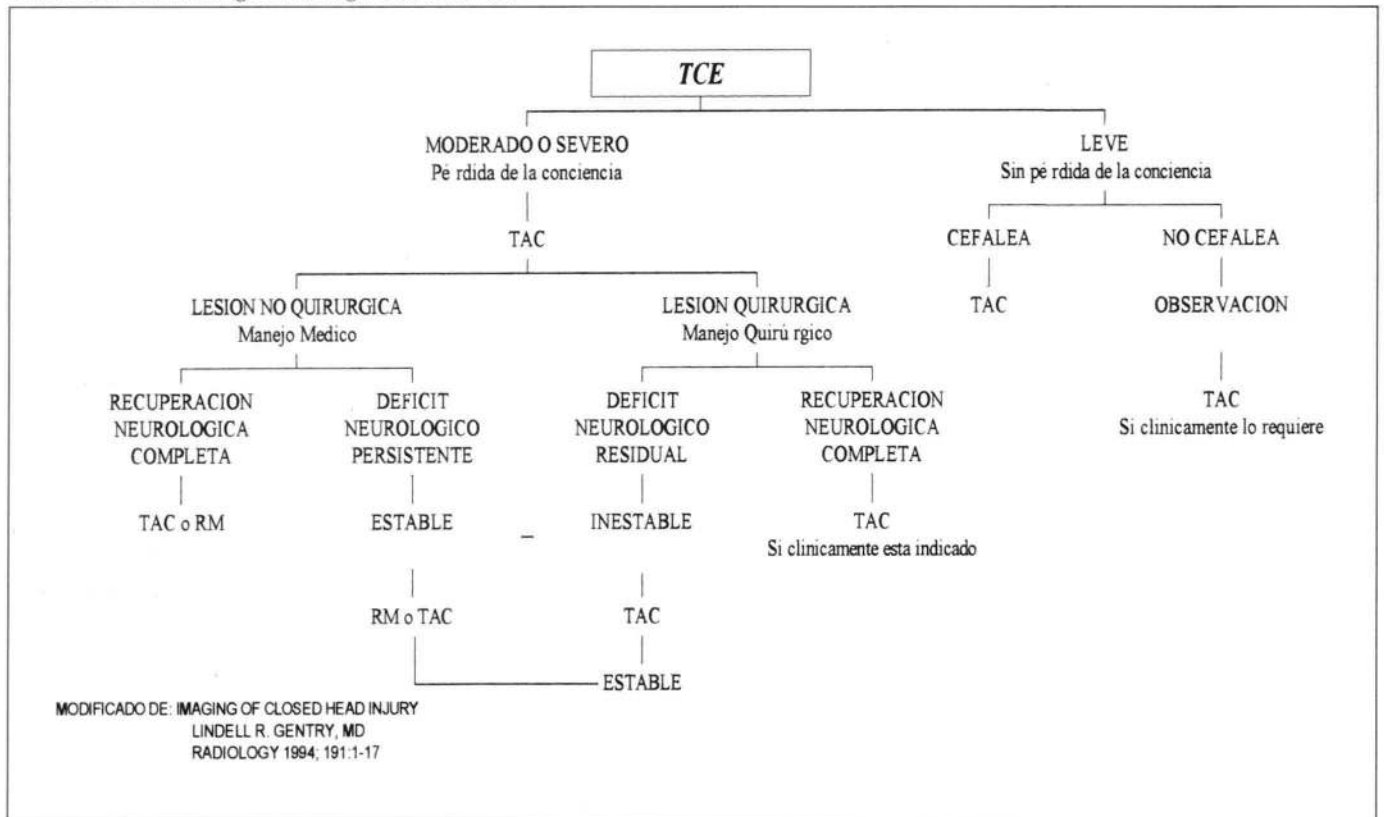 TCE
MODERADO O SEVERO
Pé rdida de la conciencia
LEVE
Sin pé rdida de la conciencia
TAC
CEFALEA
NO CEFALEA
LESION NO QUIRURGICA
Manejo Medico
LESION QUIRURGICA
Manejo Quirú rgico
TAC
OBSERVACION
RECUPERACION
NEUROLOGICA
COMPLETA
DEFICIT
NEUROLOGICO
PERSISTENTE
DEFICIT
NEUROLOGICO
RESIDUAL
RECUPERACION
NEUROLOGICA
COMPLETA
TAC
Si clinicamente lo requiere
TAC o RM
ESTABLE
INESTABLE
TAC
Si clinicamente esta indicado
RM o TAC
TAC
ESTABLE
MODIFICADO DE: IMAGING OF CLOSED HEAD INJURY
LINDELL R. GENTRY, MD
RADIOLOGY 1994; 191:1-17